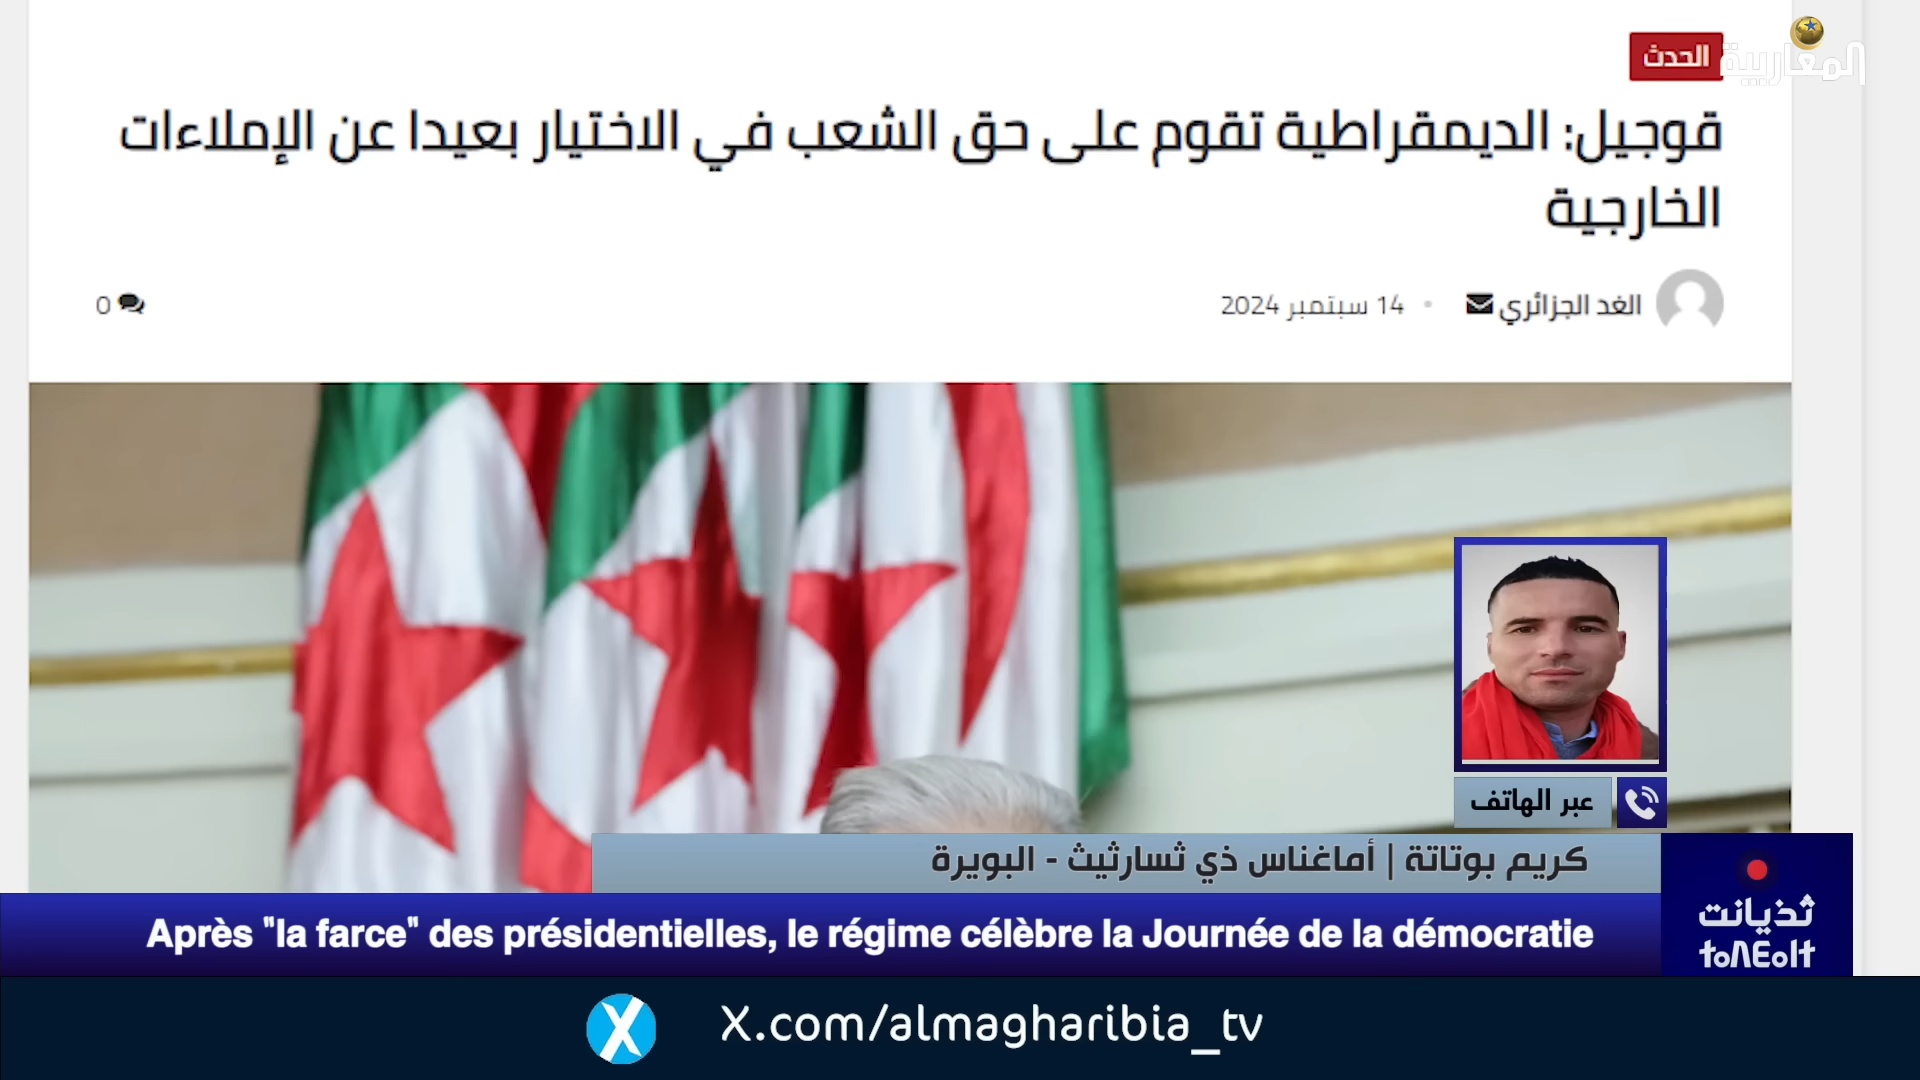 المغاربية
الحدث
قوجيل: الديمقراطية تقوم على حق الشعب في الاختيار بعيدا عن الإملاءات
الخارجية
الغد الجزائري • 14 سبتمبر 2024
0
عبر الهاتف
كريم بوتاتة | أماغناس ذي ثسارثيث - البويرة
Après "la farce" des présidentielles, le régime célèbre la Journée de la démocratie
ثذيانت
X.com/almagharibia_tv